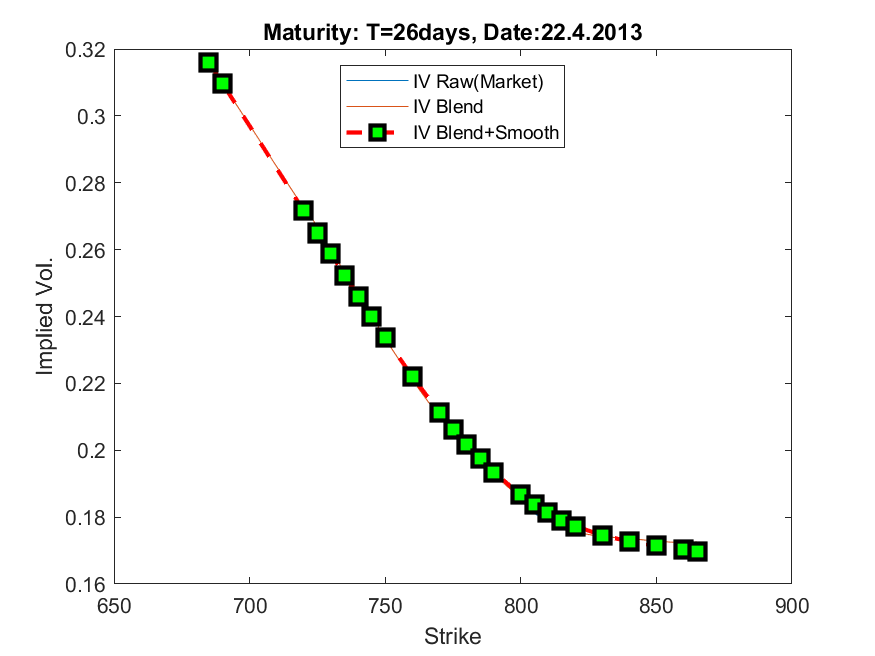 Maturity: T=26days, Date:22.4.2013
0.32
0.3
0.28
0.26
0.24
0.22
0.2
0.18
0.16
Implied Vol.
IV Raw(Market)
IV Blend
IV Blend+Smooth
650
700
750
800
850
900
Strike